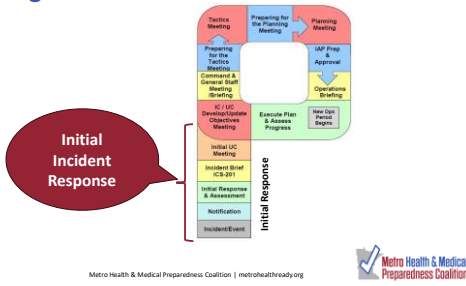 Tactics
Meeting
Preparing for
the Planning
Meeting
Planning
Meeting
Preparing
for the
Tactics
Meeting
IAP Prep
&
Approval
Command &
General Staff
Meeting
/Briefing
Operations
Briefing
IC / UC
Develop/Update
Objectives
Meeting
Execute Plan
& Assess
Progress
New Ops
Period
Begins
Initial UC
Meeting
Incident Brief
ICS-201
Initial Response
& Assessment
Notification
Incident/Event
Initial Response
Initial
Incident
Response
Metro Health & Medical Preparedness Coalition | metrohealthready.org
Metro Health & Medical
Preparedness Coalition